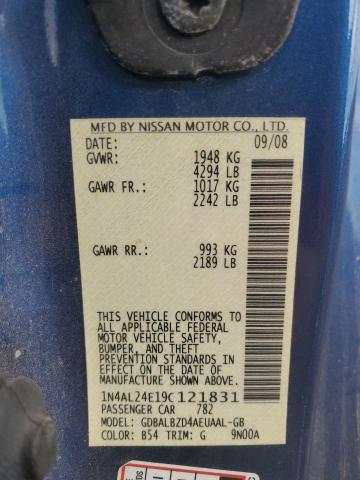 MFD BY NISSAN MOTOR CO., LTD.
DATE: 09/08
GVWR: 1948 KG
4294 LB
GAWR FR.: 1017 KG
2242 LB
GAWR RR.: 993 KG
2189 LB
THIS VEHICLE CONFORMS TO
ALL APPLICABLE FEDERAL
MOTOR VEHICLE SAFETY,
BUMPER, AND THEFT
PREVENTION STANDARDS IN
EFFECT ON THE DATE OF
MANUFACTURE SHOWN ABOVE.
1N4AL24E19C121831
PASSENGER CAR 782
MODEL: GDBALBZD4AEUAAL-GB
COLOR: B54 TRIM: G 9N00A